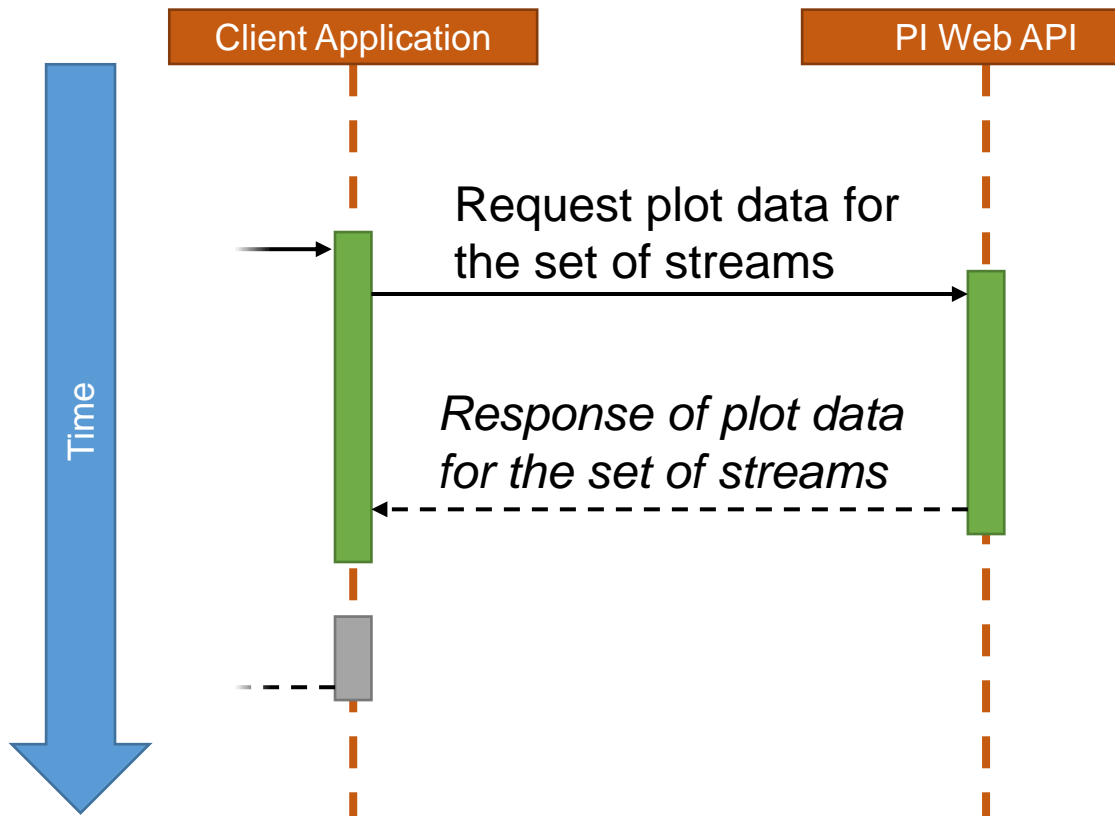 Client Application
PI Web API
Request plot data for
the set of streams
Time
Response of plot data
for the set of streams